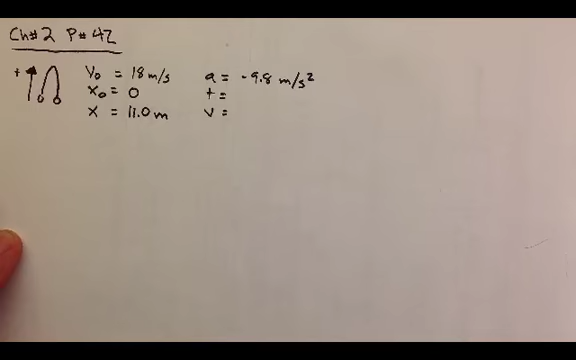 Ch# 2 P# 42
+ V₀ = 18 m/s a = -9.8 m/s²
x₀ = 0 t =
x = 11.0 m v =